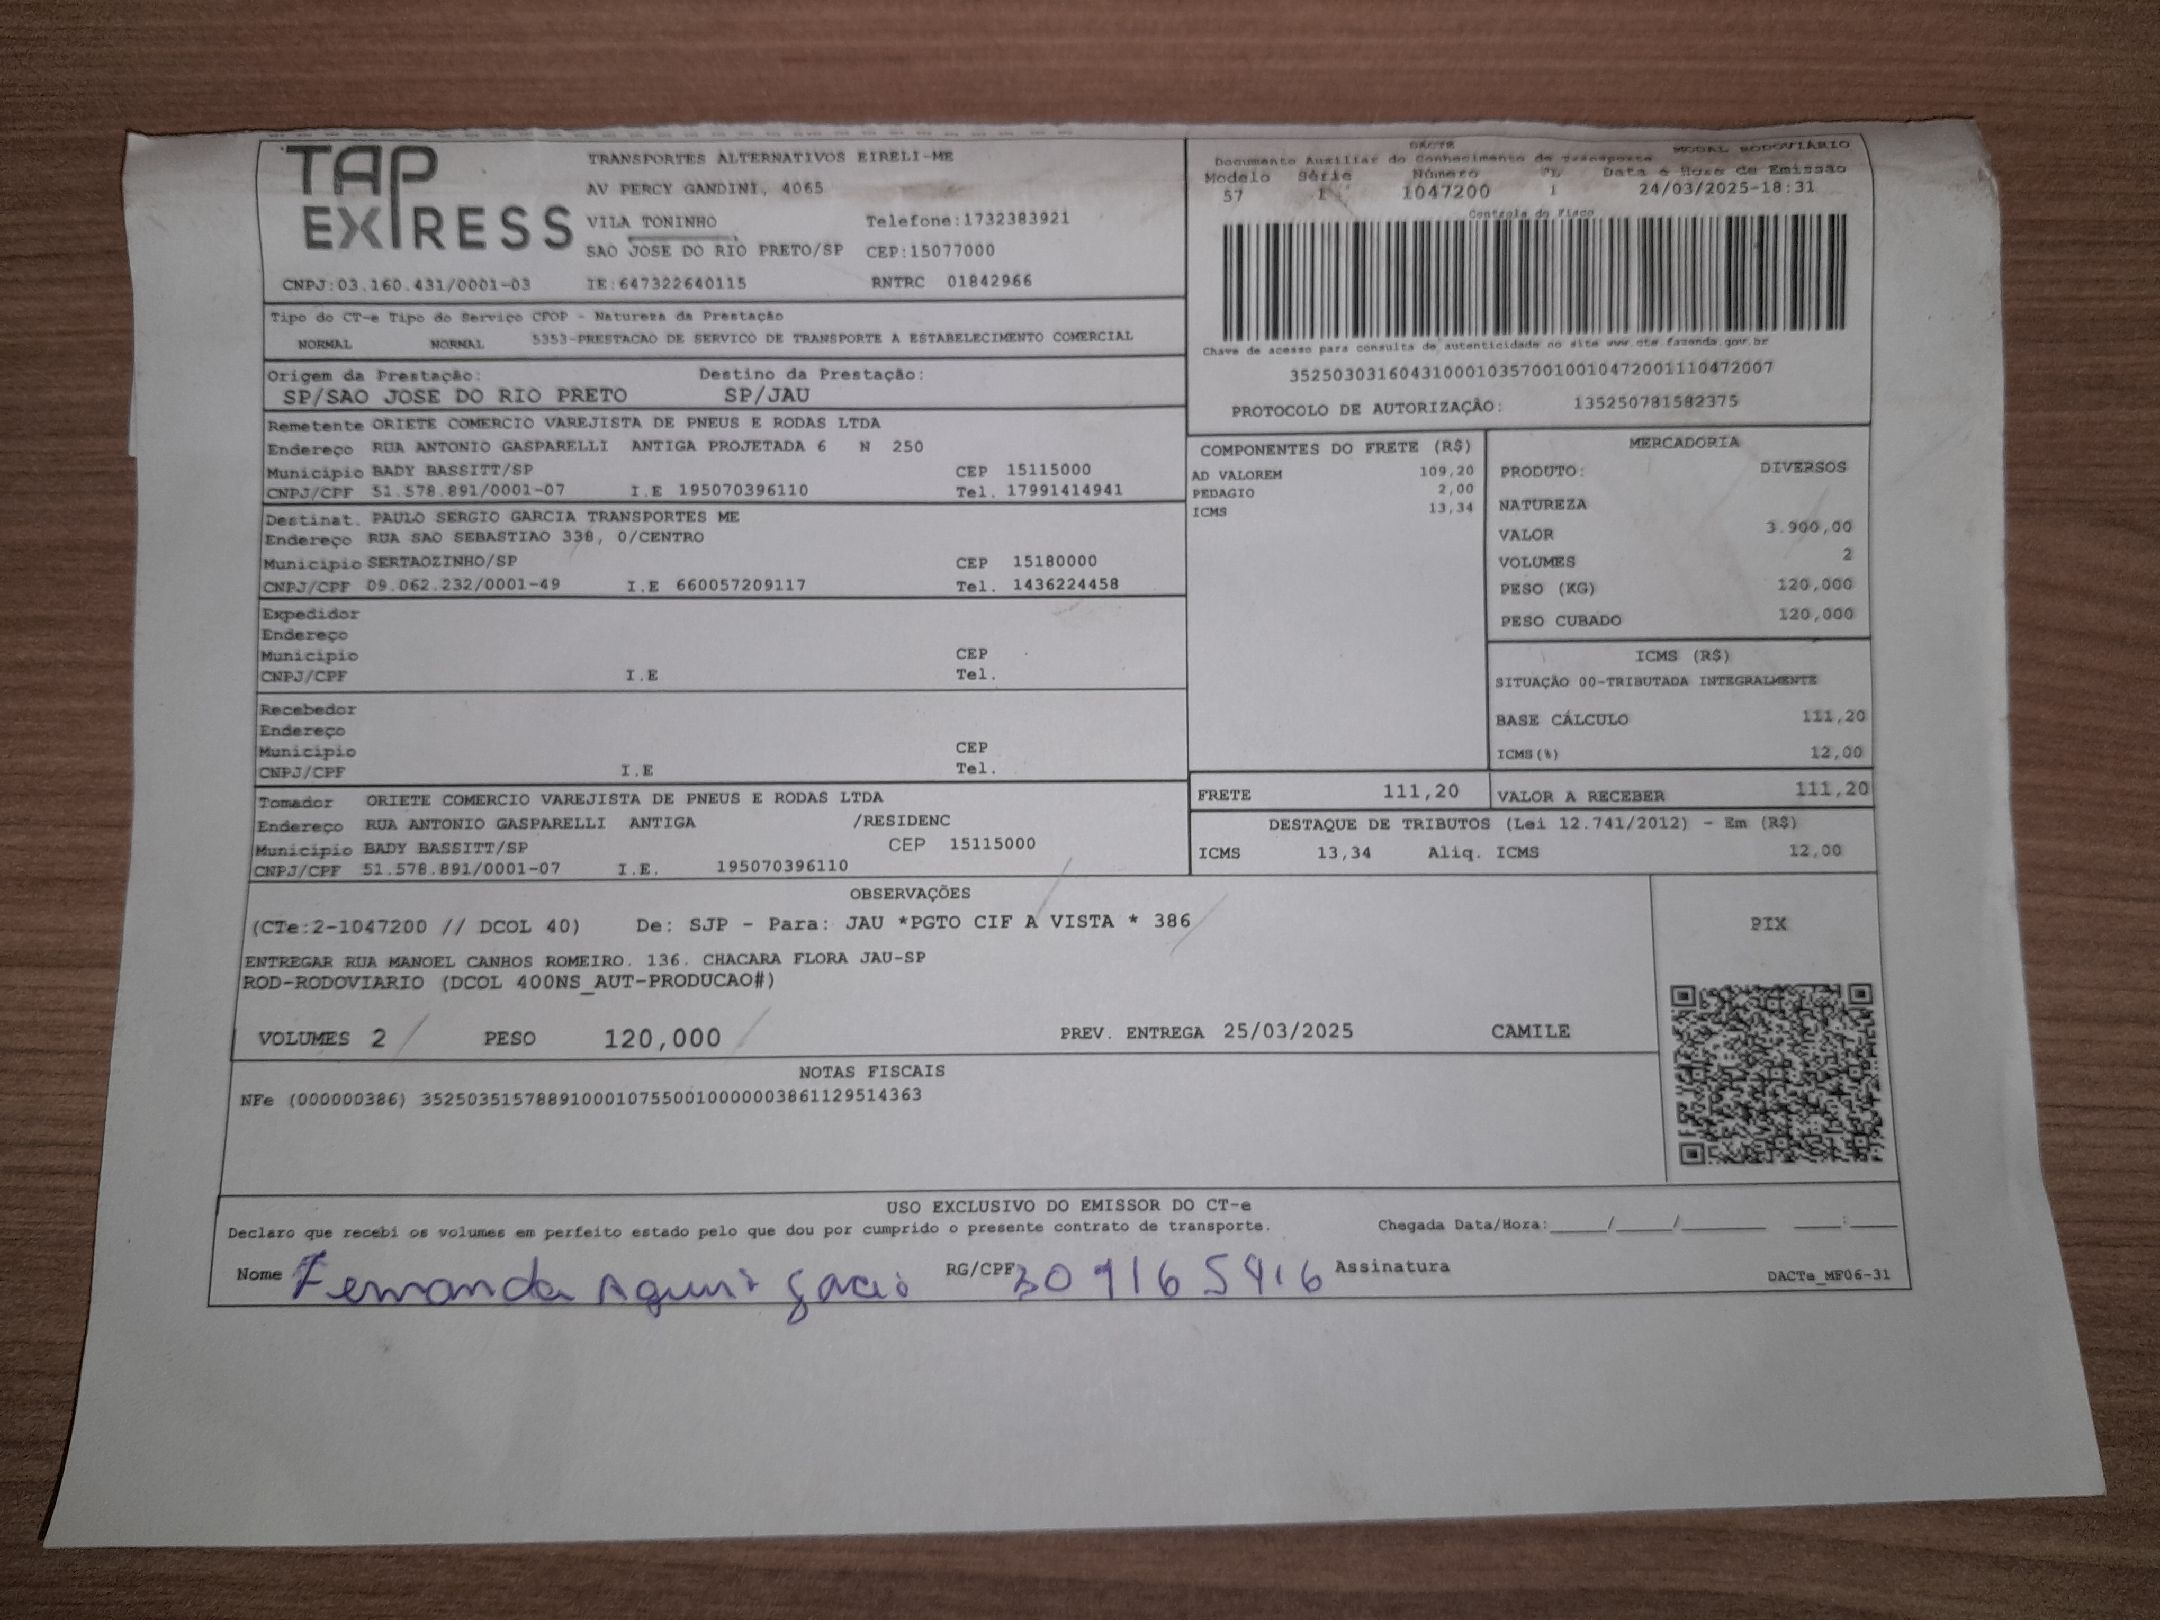 TAP EXPRESS
TRANSPORTES ALTERNATIVOS EIRELI-ME
AV PERCY GANDINI, 4065
VILA TONINHO Telefone:1732383921
SAO JOSE DO RIO PRETO/SP CEP:15077000
CNPJ:03.160.431/0001-03 IE:647322640115 RNTRC 01842966
DACTE MODAL RODOVIÁRIO
Documento Auxiliar do Conhecimento de Transporte
Modelo Série Número FL Data e Hora de Emissão
57 1 1047200 1 24/03/2025-18:31
Controle do Fisco
Chave de acesso para consulta de autenticidade no site www.cte.fazenda.gov.br
35250303160431000103570010010472001110472007
PROTOCOLO DE AUTORIZAÇÃO: 135250781582375
Tipo do CT-e Tipo do Serviço CFOP - Natureza da Prestação
NORMAL NORMAL 5353-PRESTACAO DE SERVICO DE TRANSPORTE A ESTABELECIMENTO COMERCIAL
Origem da Prestação: Destino da Prestação:
SP/SAO JOSE DO RIO PRETO SP/JAU
Remetente ORIETE COMERCIO VAREJISTA DE PNEUS E RODAS LTDA
Endereço RUA ANTONIO GASPARELLI ANTIGA PROJETADA 6 N 250
Município BADY BASSITT/SP CEP 15115000
CNPJ/CPF 51.578.891/0001-07 I.E 195070396110 Tel. 17991414941
Destinat. PAULO SERGIO GARCIA TRANSPORTES ME
Endereço RUA SAO SEBASTIAO 338, 0/CENTRO
Município SERTAOZINHO/SP CEP 15180000
CNPJ/CPF 09.062.232/0001-49 I.E 660057209117 Tel. 1436224458
Expedidor
Endereço
Município CEP
CNPJ/CPF I.E Tel.
Recebedor
Endereço
Município CEP
CNPJ/CPF I.E Tel.
Tomador ORIETE COMERCIO VAREJISTA DE PNEUS E RODAS LTDA
Endereço RUA ANTONIO GASPARELLI ANTIGA /RESIDENC
Município BADY BASSITT/SP CEP 15115000
CNPJ/CPF 51.578.891/0001-07 I.E. 195070396110
COMPONENTES DO FRETE (R$)
AD VALOREM 109,20
PEDAGIO 2,00
ICMS 13,34
MERCADORIA
PRODUTO: DIVERSOS
NATUREZA
VALOR 3.900,00
VOLUMES 2
PESO (KG) 120,000
PESO CUBADO 120,000
ICMS (R$)
SITUAÇÃO 00-TRIBUTADA INTEGRALMENTE
BASE CÁLCULO 111,20
ICMS(%) 12,00
FRETE 111,20 VALOR A RECEBER 111,20
DESTAQUE DE TRIBUTOS (Lei 12.741/2012) - Em (R$)
ICMS 13,34 Aliq. ICMS 12,00
OBSERVAÇÕES
(CTe:2-1047200 // DCOL 40) De: SJP - Para: JAU *PGTO CIF A VISTA * 386
ENTREGAR RUA MANOEL CANHOS ROMEIRO. 136. CHACARA FLORA JAU-SP
ROD-RODOVIARIO (DCOL 400NS_AUT-PRODUCAO#)
VOLUMES 2 PESO 120,000 PREV. ENTREGA 25/03/2025 CAMILE
PIX
NOTAS FISCAIS
NFe (000000386) 35250351578891000107550010000003861129514363
USO EXCLUSIVO DO EMISSOR DO CT-e
Declaro que recebi os volumes em perfeito estado pelo que dou por cumprido o presente contrato de transporte. Chegada Data/Hora:____/____/______ ___:___
Nome Fernanda RG/CPF 309165916 Assinatura
DACTe_MF06-31